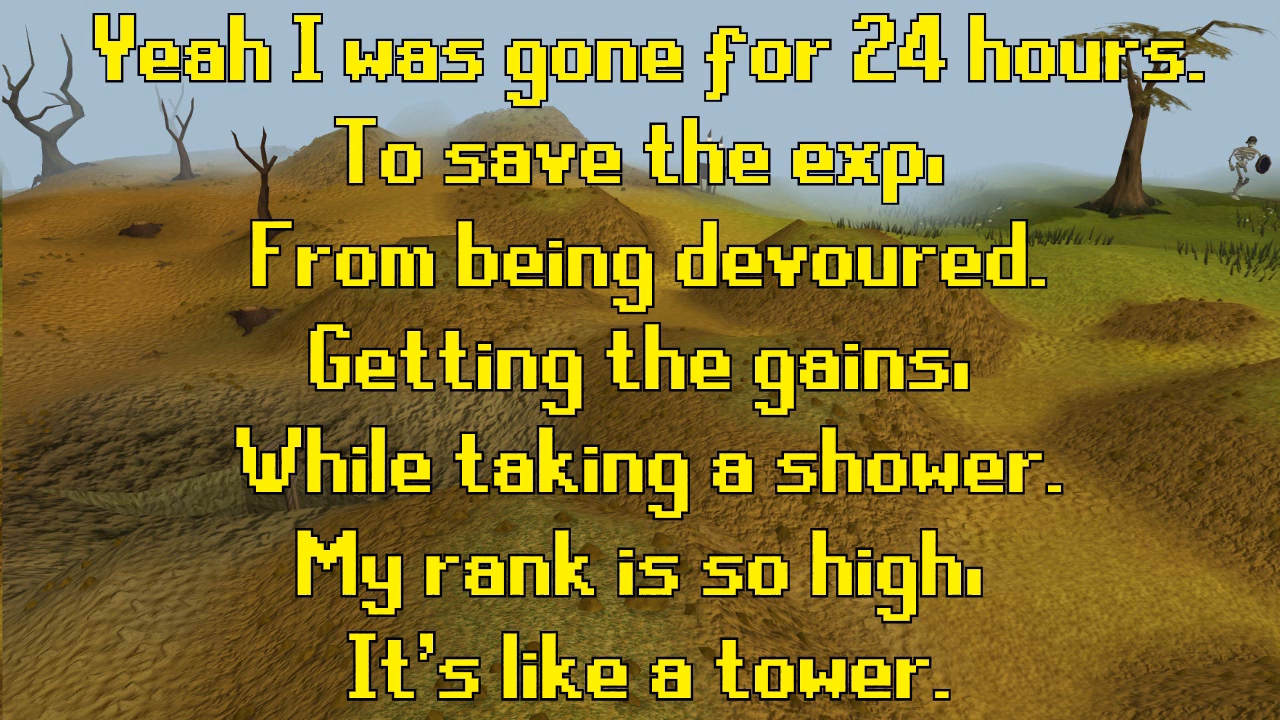 Yeah I was gone for 24 hours.
To save the exp,
From being devoured.
Getting the gains,
While taking a shower.
My rank is so high,
It's like a tower.